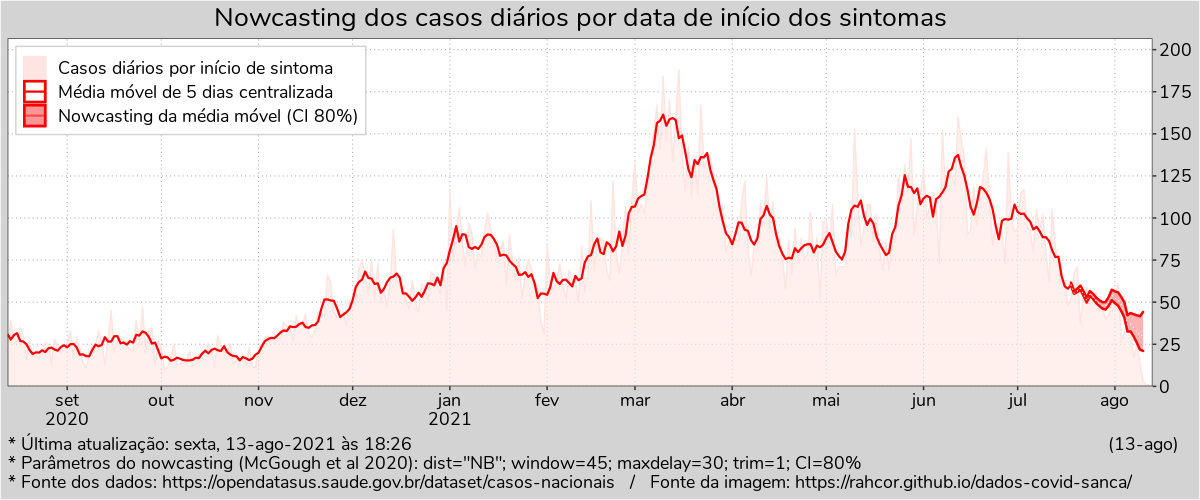 Nowcasting dos casos diários por data de início dos sintomas
Casos diários por início de sintoma
Média móvel de 5 dias centralizada
Nowcasting da média móvel (CI 80%)
200
175
150
125
100
75
50
25
0
set out nov dez jan fev mar abr mai jun jul ago
2020 2021
* Última atualização: sexta, 13-ago-2021 às 18:26 (13-ago)
* Parâmetros do nowcasting (McGough et al 2020): dist="NB"; window=45; maxdelay=30; trim=1; CI=80%
* Fonte dos dados: https://opendatasus.saude.gov.br/dataset/casos-nacionais / Fonte da imagem: https://rahcor.github.io/dados-covid-sanca/